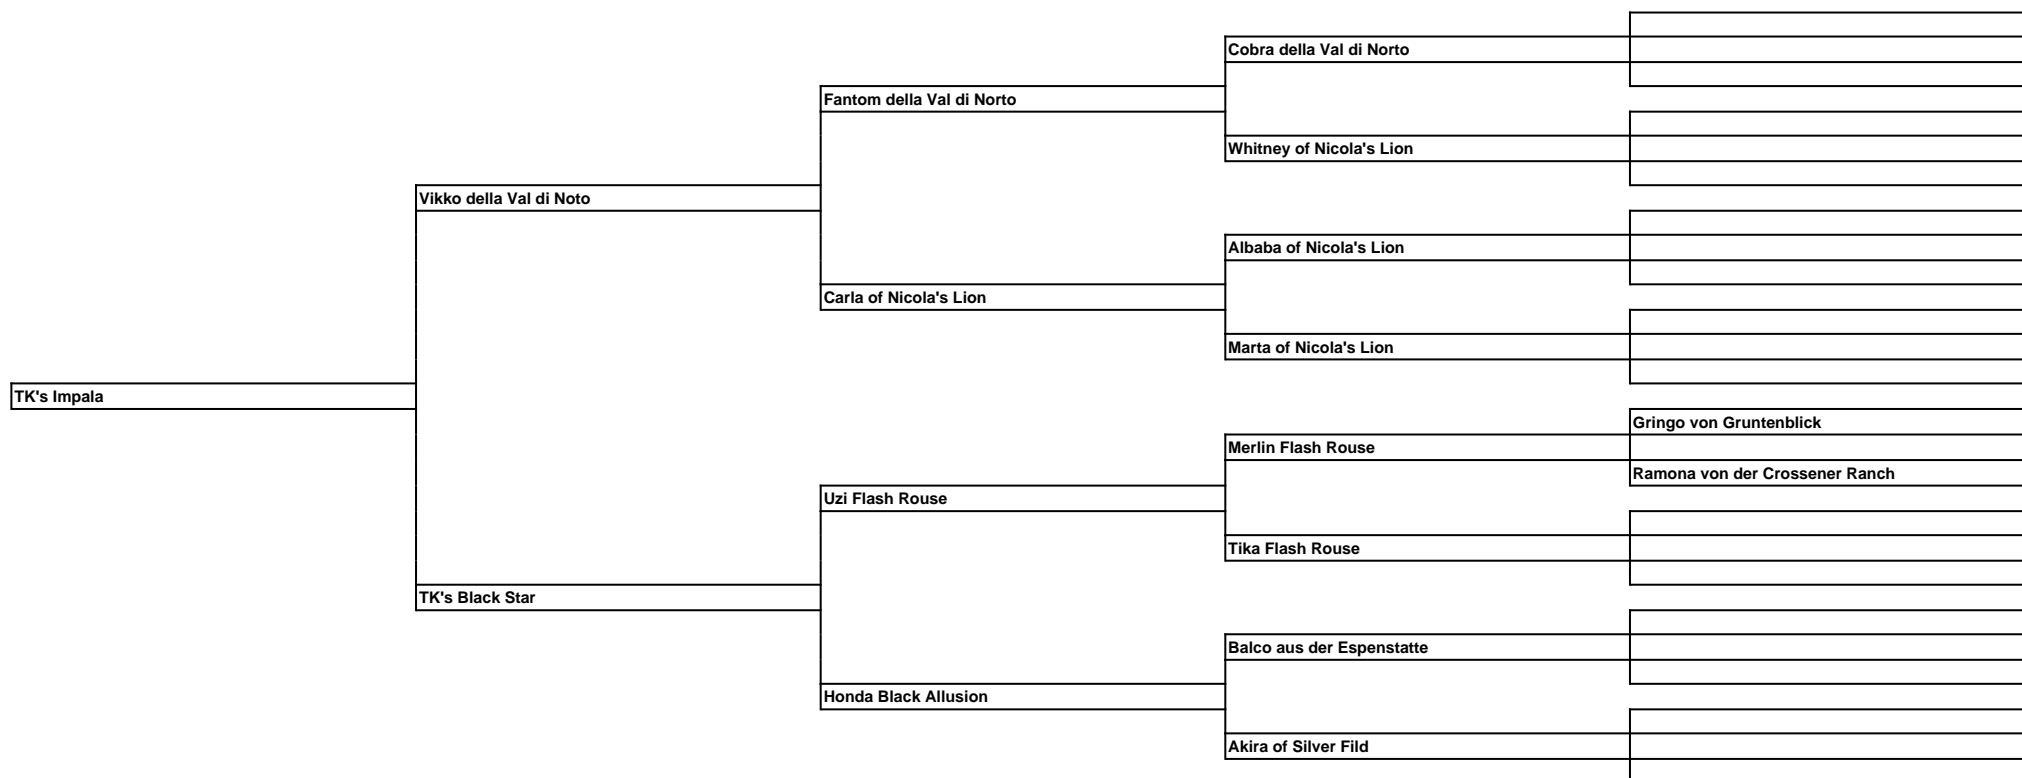 Cobra della Val di Norto
Fantom della Val di Norto
Whitney of Nicola's Lion
Vikko della Val di Noto
Albaba of Nicola's Lion
Carla of Nicola's Lion
Marta of Nicola's Lion
TK's Impala
Gringo von Gruntenblick
Merlin Flash Rouse
Ramona von der Crossener Ranch
Uzi Flash Rouse
Tika Flash Rouse
TK's Black Star
Balco aus der Espenstatte
Honda Black Allusion
Akira of Silver Fild